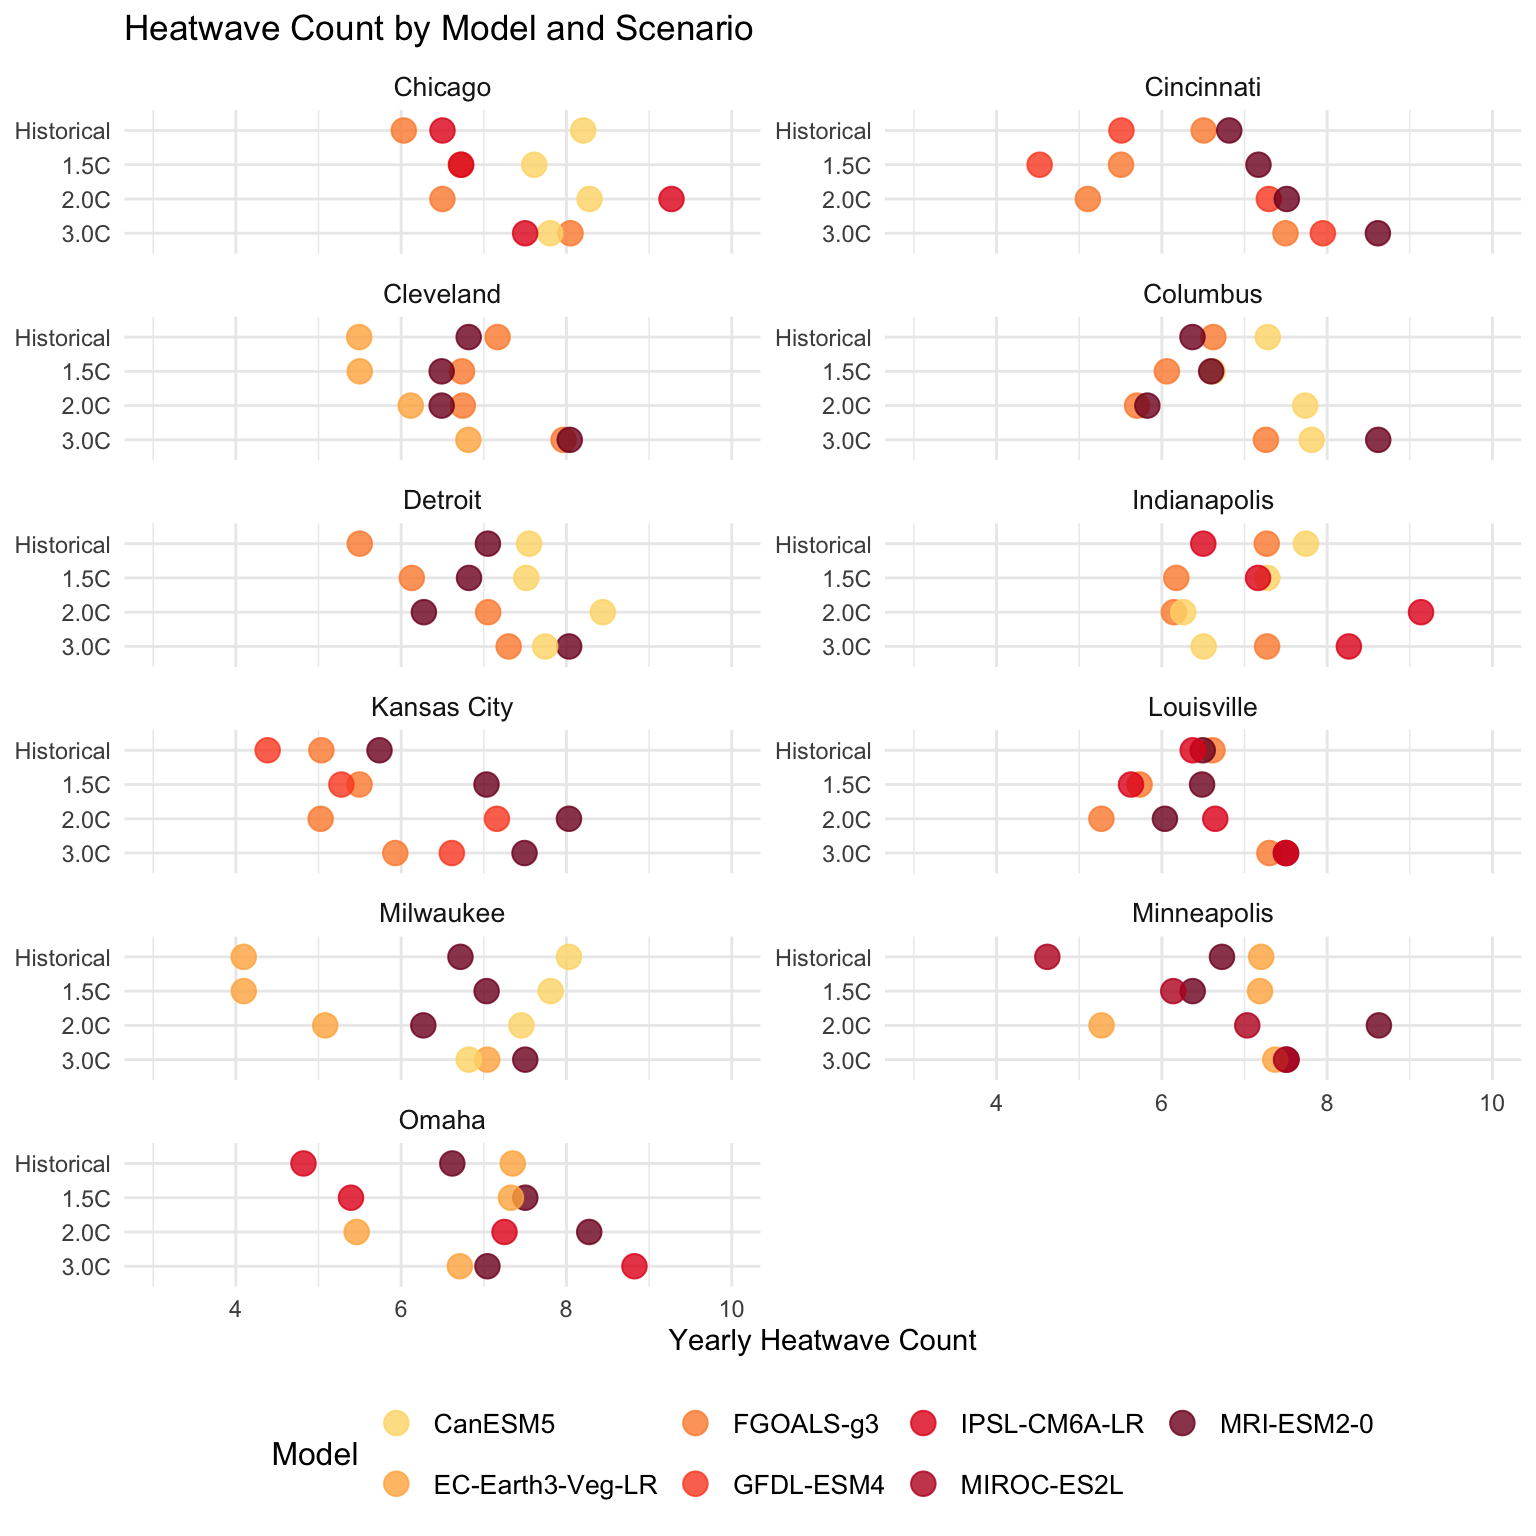 Heatwave Count by Model and Scenario
Chicago
Historical
1.5C
2.0C
3.0C
Cincinnati
Historical
1.5C
2.0C
3.0C
Cleveland
Historical
1.5C
2.0C
3.0C
Columbus
Historical
1.5C
2.0C
3.0C
Detroit
Historical
1.5C
2.0C
3.0C
Indianapolis
Historical
1.5C
2.0C
3.0C
Kansas City
Historical
1.5C
2.0C
3.0C
Louisville
Historical
1.5C
2.0C
3.0C
Milwaukee
Historical
1.5C
2.0C
3.0C
Minneapolis
Historical
1.5C
2.0C
3.0C
4 6 8 10
Omaha
Historical
1.5C
2.0C
3.0C
4 6 8 10
Yearly Heatwave Count
Model
CanESM5 FGOALS-g3 IPSL-CM6A-LR MRI-ESM2-0
EC-Earth3-Veg-LR GFDL-ESM4 MIROC-ES2L